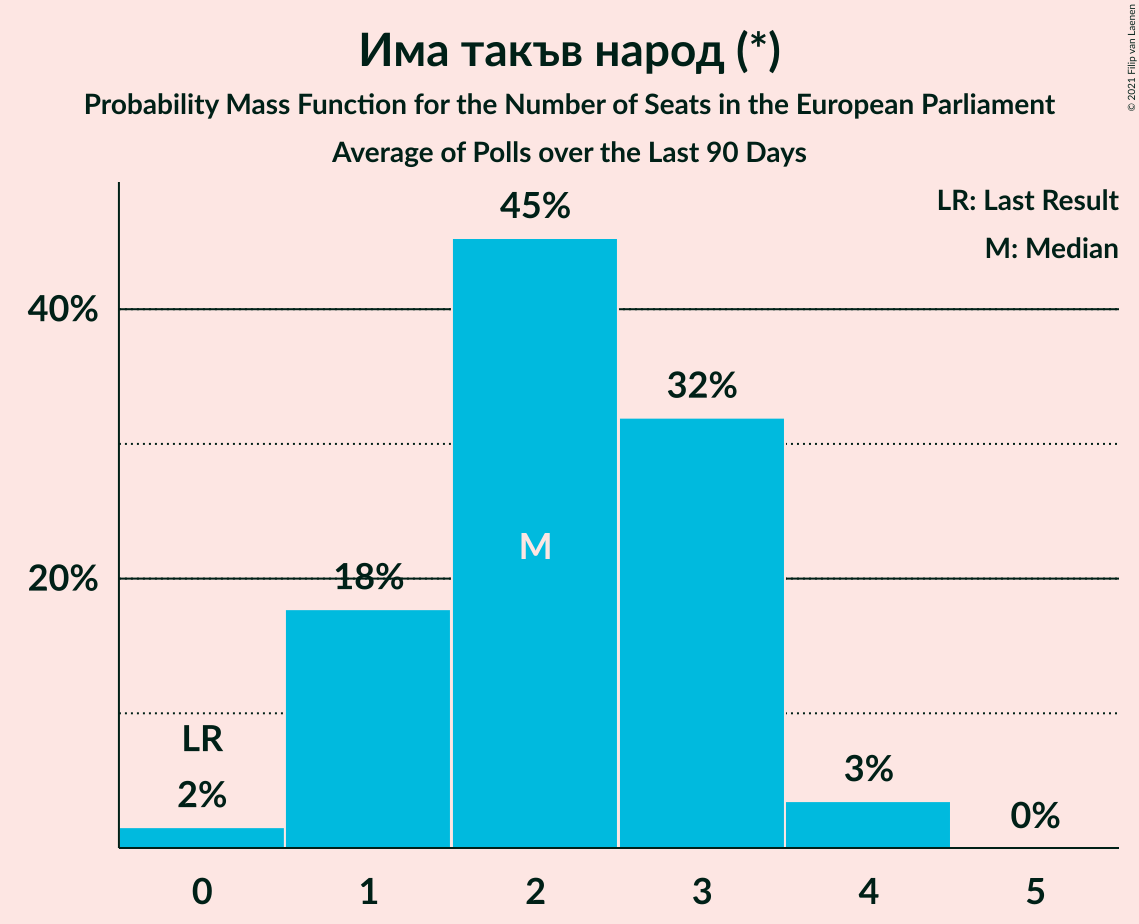 Има такъв народ (*)
Probability Mass Function for the Number of Seats in the European Parliament
Average of Polls over the Last 90 Days
© 2021 Filip van Laenen
LR: Last Result
M: Median
45%
40%
32%
M
20%
18%
LR
2%
3%
0%
0 1 2 3 4 5